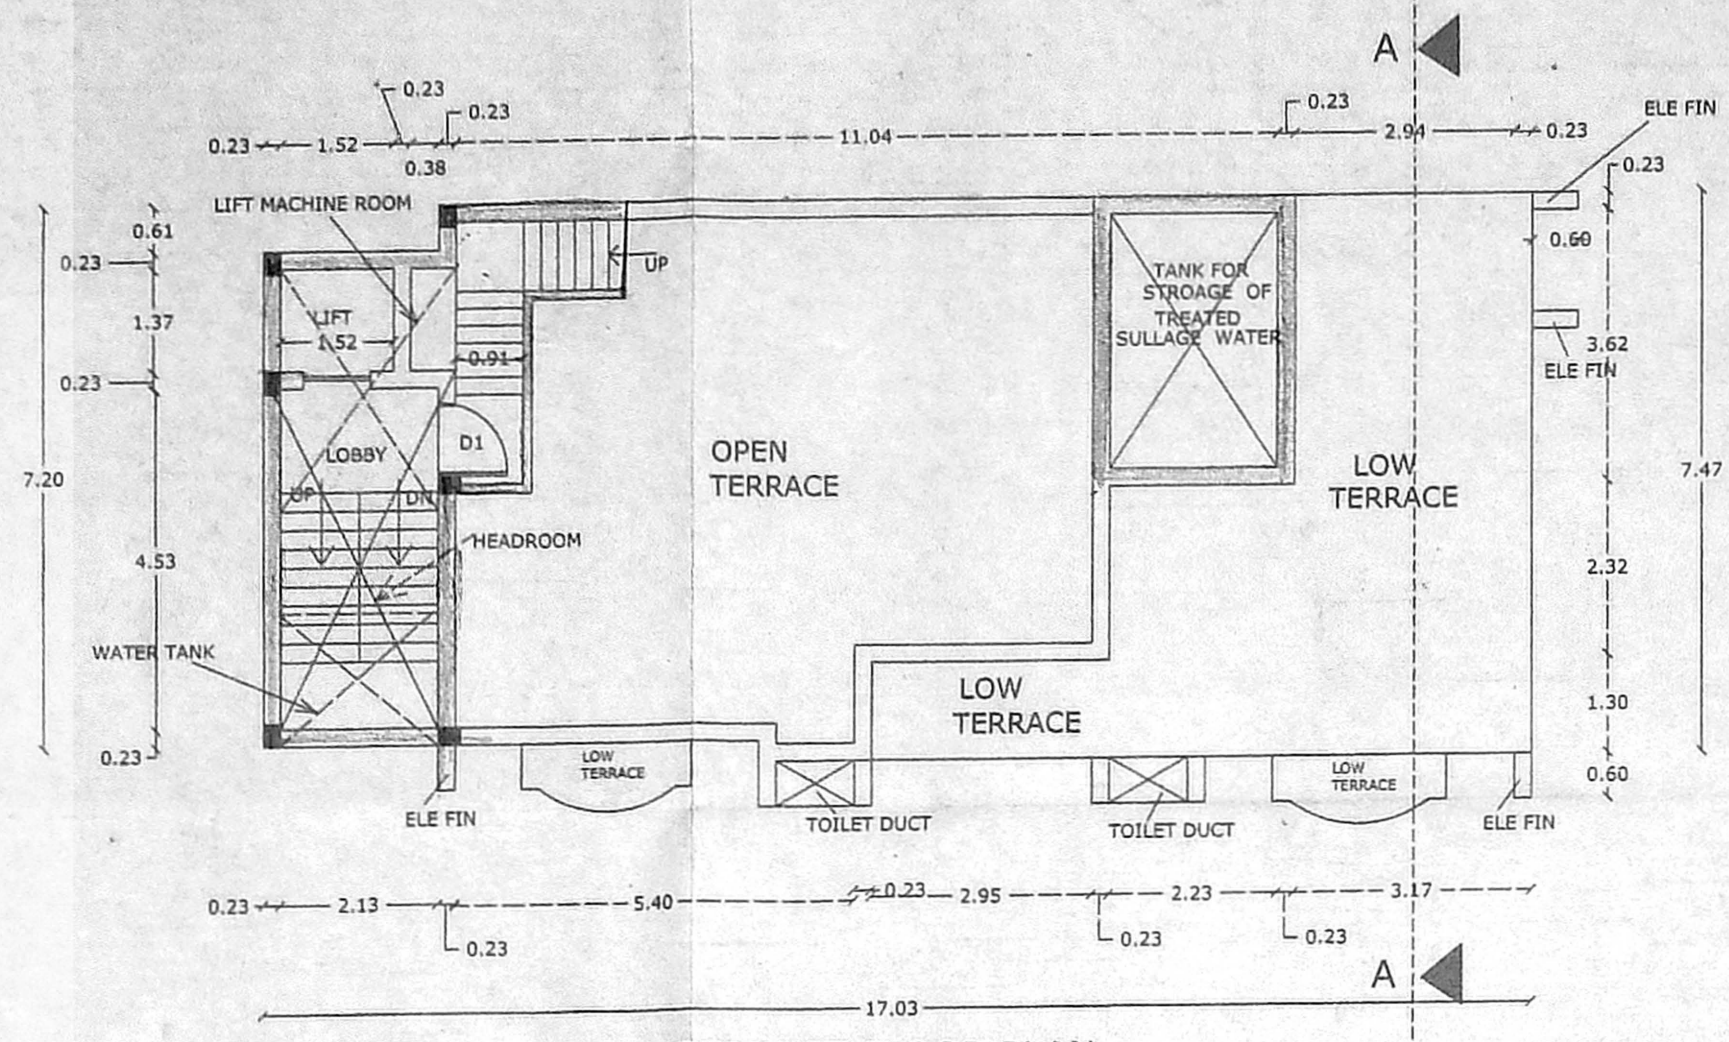 A
0.23
0.23
0.23
ELE FIN
0.23
1.52
11.04
2.94
0.23
0.38
0.23
LIFT MACHINE ROOM
0.61
0.23
0.60
UP
TANK FOR
STROAGE OF
TREATED
SULLAGE WATER
LIFT
1.52
1.37
0.91
3.62
ELE FIN
0.23
D1
LOBBY
OPEN
TERRACE
LOW
TERRACE
7.20
7.47
UP
DN
HEADROOM
4.53
2.32
WATER TANK
LOW
TERRACE
1.30
0.23
LOW
TERRACE
LOW
TERRACE
0.60
ELE FIN
TOILET DUCT
TOILET DUCT
ELE FIN
0.23
2.13
5.40
0.23
2.95
2.23
3.17
0.23
0.23
0.23
A
17.03